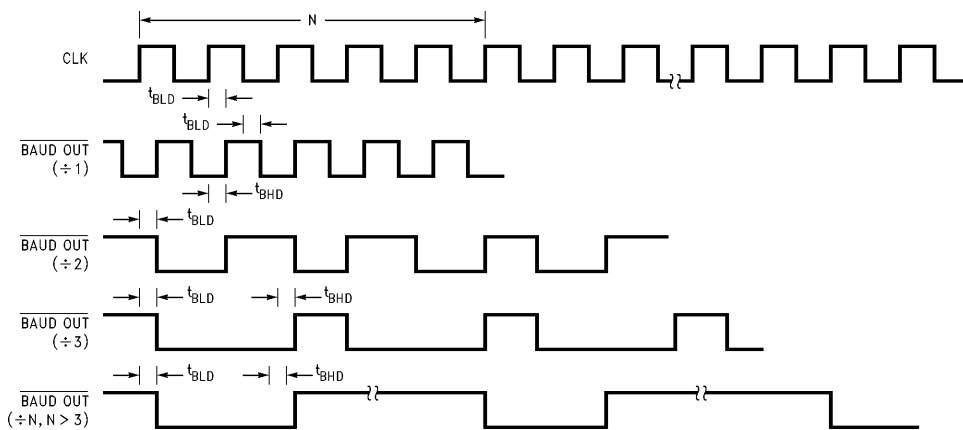 N
CLK
tBLD
tBLD
BAUD OUT
(÷1)
tBHD
tBLD
BAUD OUT
(÷2)
tBLD
tBHD
BAUD OUT
(÷3)
tBLD
tBHD
BAUD OUT
(÷N, N > 3)